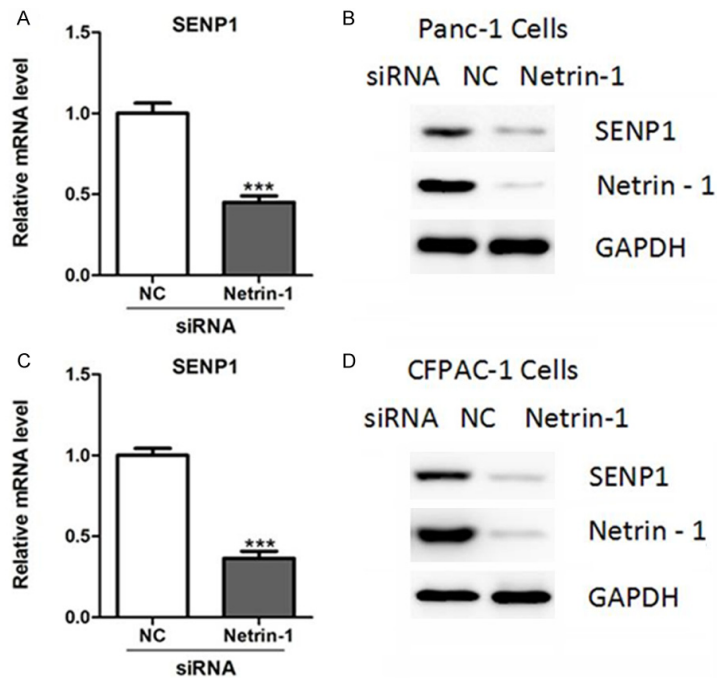 A
SENP1
Relative mRNA level
1.5
1.0
0.5
0.0
***
NC Netrin-1
siRNA
B
Panc-1 Cells
siRNA NC Netrin-1
SENP1
Netrin - 1
GAPDH
C
SENP1
Relative mRNA level
1.5
1.0
0.5
0.0
***
NC Netrin-1
siRNA
D
CFPAC-1 Cells
siRNA NC Netrin-1
SENP1
Netrin - 1
GAPDH